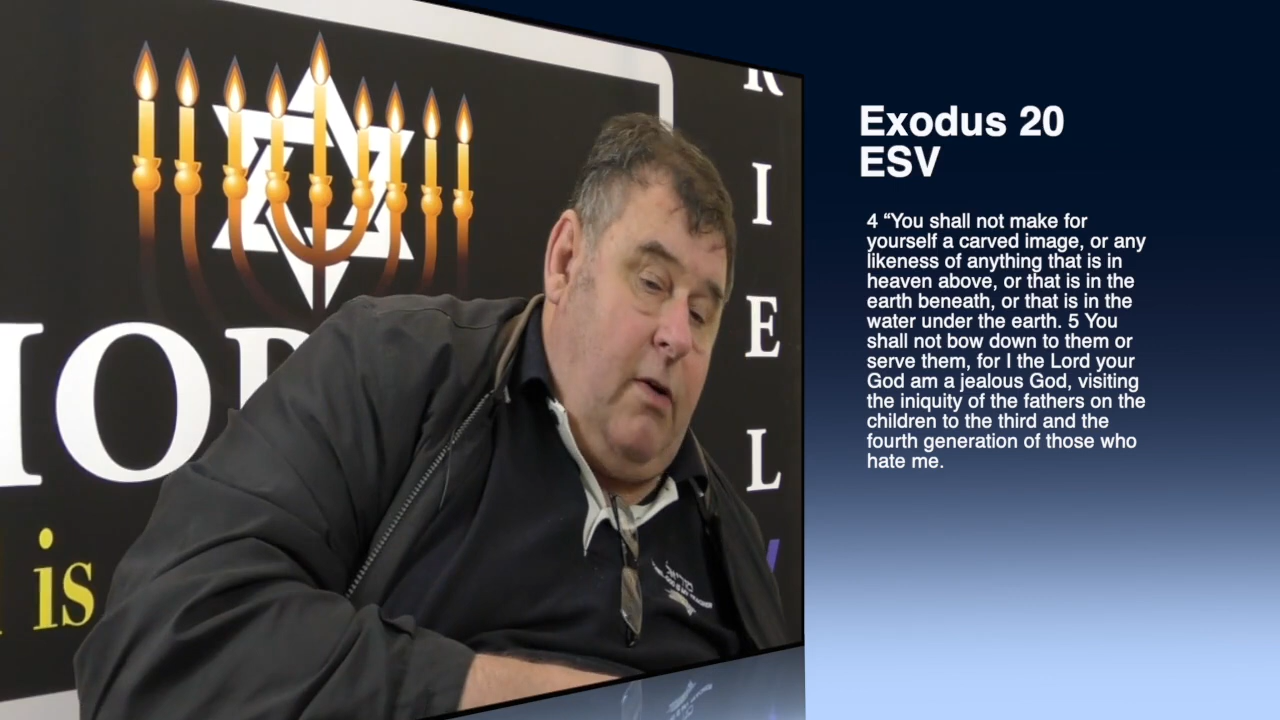 R
I
E
L
is
Exodus 20
ESV
4 “You shall not make for
yourself a carved image, or any
likeness of anything that is in
heaven above, or that is in the
earth beneath, or that is in the
water under the earth. 5 You
shall not bow down to them or
serve them, for I the Lord your
God am a jealous God, visiting
the iniquity of the fathers on the
children to the third and the
fourth generation of those who
hate me.